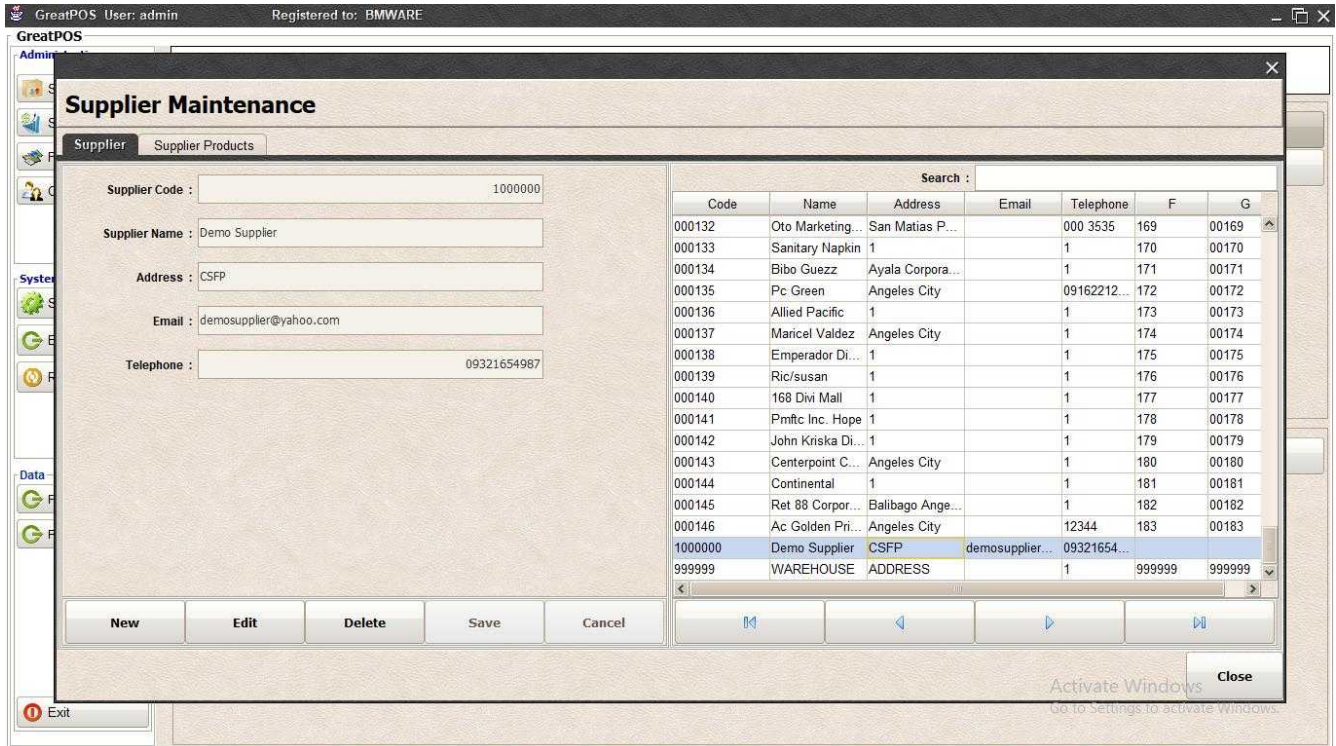 GreatPOS User: admin Registered to: BMWARE
GreatPOS
Supplier Maintenance
Supplier Supplier Products
Supplier Code : 1000000
Supplier Name : Demo Supplier
Address : CSFP
Email : demosupplier@yahoo.com
Telephone : 09321654987
Search :
Code Name Address Email Telephone F G
000132 Oto Marketing... San Matias P... 000 3535 169 00169
000133 Sanitary Napkin 1 1 170 00170
000134 Bibo Guezz Ayala Corpora... 1 171 00171
000135 Pc Green Angeles City 09162212... 172 00172
000136 Allied Pacific 1 1 173 00173
000137 Maricel Valdez Angeles City 1 174 00174
000138 Emperador Di... 1 1 175 00175
000139 Ric/susan 1 1 176 00176
000140 168 Divi Mall 1 1 177 00177
000141 Pmftc Inc. Hope 1 1 178 00178
000142 John Kriska Di... 1 1 179 00179
000143 Centerpoint C... Angeles City 1 180 00180
000144 Continental 1 1 181 00181
000145 Ret 88 Corpor... Balibago Ange... 1 182 00182
000146 Ac Golden Pri... Angeles City 12344 183 00183
1000000 Demo Supplier CSFP demosupplier... 09321654...
999999 WAREHOUSE ADDRESS 1 999999 999999
New Edit Delete Save Cancel
Close
Activate Windows
Go to Settings to activate Windows.
Exit